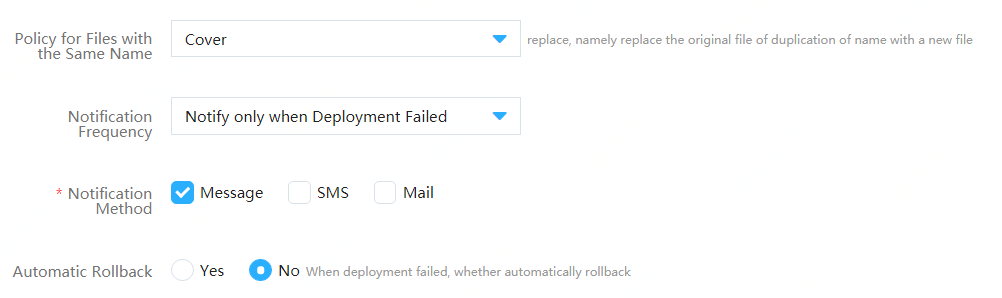 Policy for Files with
the Same Name
Cover
replace, namely replace the original file of duplication of name with a new file
Notification
Frequency
Notify only when Deployment Failed
* Notification
Method
Message
SMS
Mail
Automatic Rollback
Yes
No
When deployment failed, whether automatically rollback